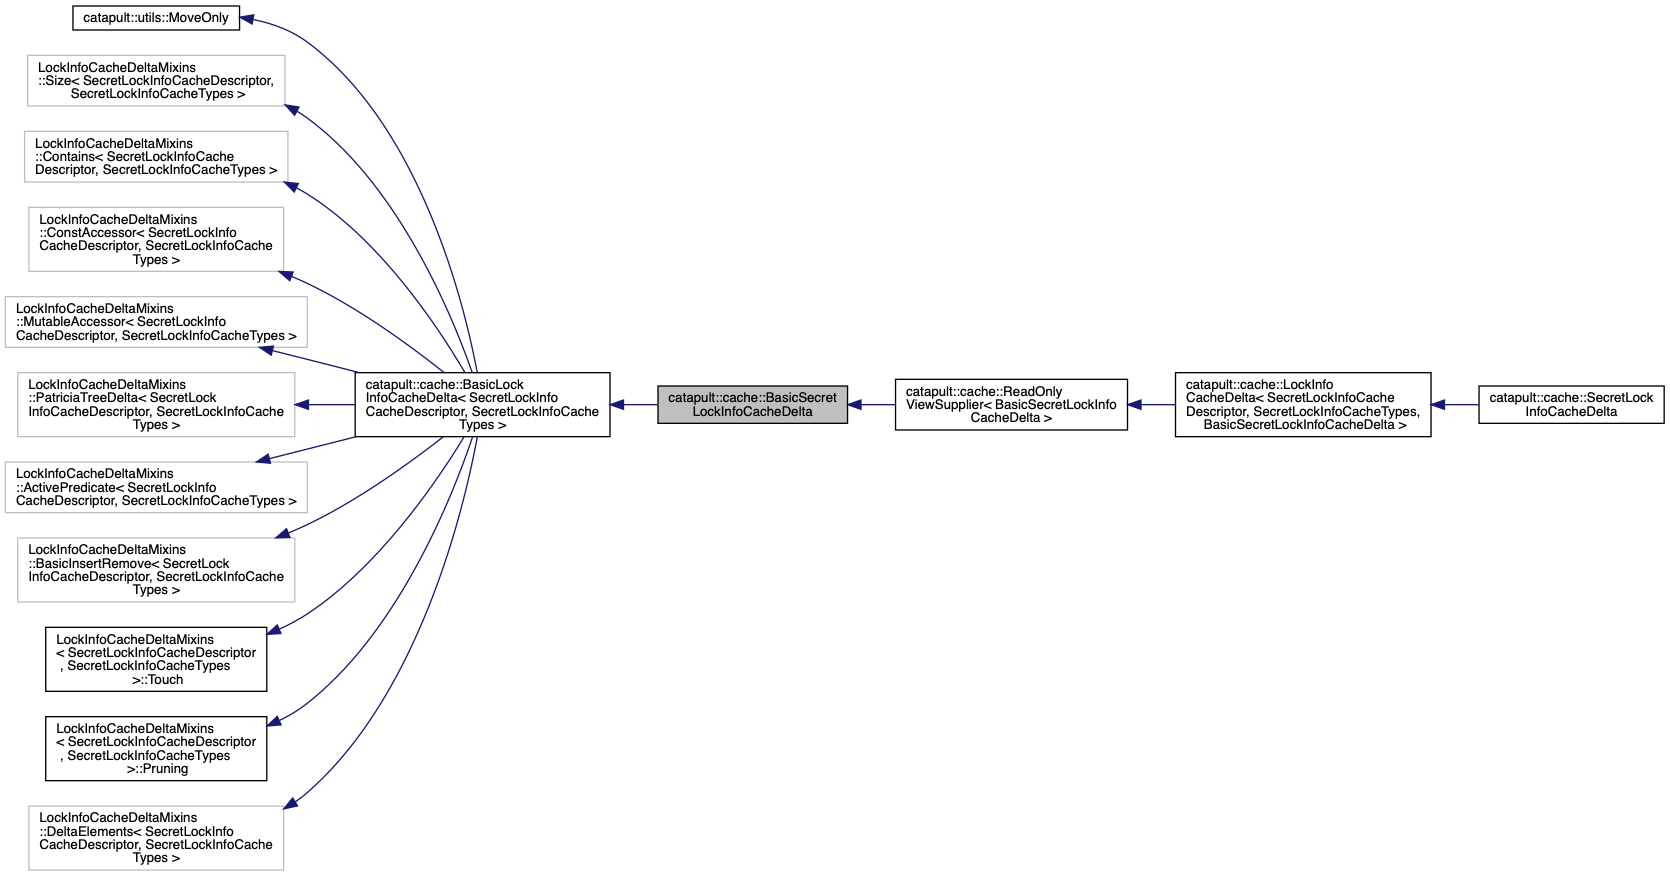 catapult::utils::MoveOnly
LockInfoCacheDeltaMixins
::Size< SecretLockInfoCacheDescriptor,
SecretLockInfoCacheTypes >
LockInfoCacheDeltaMixins
::Contains< SecretLockInfoCache
Descriptor, SecretLockInfoCacheTypes >
LockInfoCacheDeltaMixins
::ConstAccessor< SecretLockInfo
CacheDescriptor, SecretLockInfoCache
Types >
LockInfoCacheDeltaMixins
::MutableAccessor< SecretLockInfo
CacheDescriptor, SecretLockInfoCacheTypes >
LockInfoCacheDeltaMixins
::PatriciaTreeDelta< SecretLock
InfoCacheDescriptor, SecretLockInfoCache
Types >
LockInfoCacheDeltaMixins
::ActivePredicate< SecretLockInfo
CacheDescriptor, SecretLockInfoCacheTypes >
LockInfoCacheDeltaMixins
::BasicInsertRemove< SecretLock
InfoCacheDescriptor, SecretLockInfoCache
Types >
LockInfoCacheDeltaMixins
< SecretLockInfoCacheDescriptor
, SecretLockInfoCacheTypes
>::Touch
LockInfoCacheDeltaMixins
< SecretLockInfoCacheDescriptor
, SecretLockInfoCacheTypes
>::Pruning
LockInfoCacheDeltaMixins
::DeltaElements< SecretLockInfo
CacheDescriptor, SecretLockInfoCache
Types >
catapult::cache::BasicLock
InfoCacheDelta< SecretLockInfo
CacheDescriptor, SecretLockInfoCache
Types >
catapult::cache::BasicSecret
LockInfoCacheDelta
catapult::cache::ReadOnly
ViewSupplier< BasicSecretLockInfo
CacheDelta >
catapult::cache::LockInfo
CacheDelta< SecretLockInfoCache
Descriptor, SecretLockInfoCacheTypes,
BasicSecretLockInfoCacheDelta >
catapult::cache::SecretLock
InfoCacheDelta